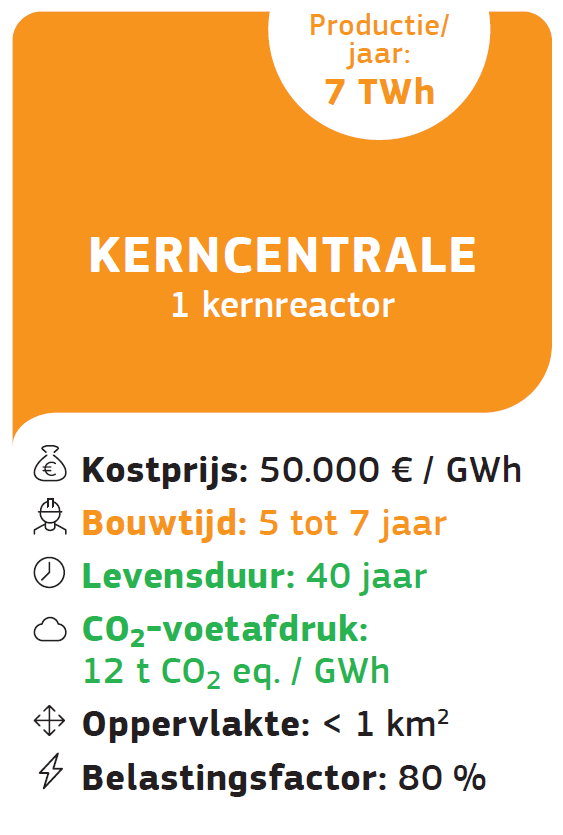 Productie/
jaar:
7 TWh
KERNCENTRALE
1 kernreactor
Kostprijs: 50.000 € / GWh
Bouwtijd: 5 tot 7 jaar
Levensduur: 40 jaar
CO₂-voetafdruk:
12 t CO₂ eq. / GWh
Oppervlakte: < 1 km²
Belastingsfactor: 80 %